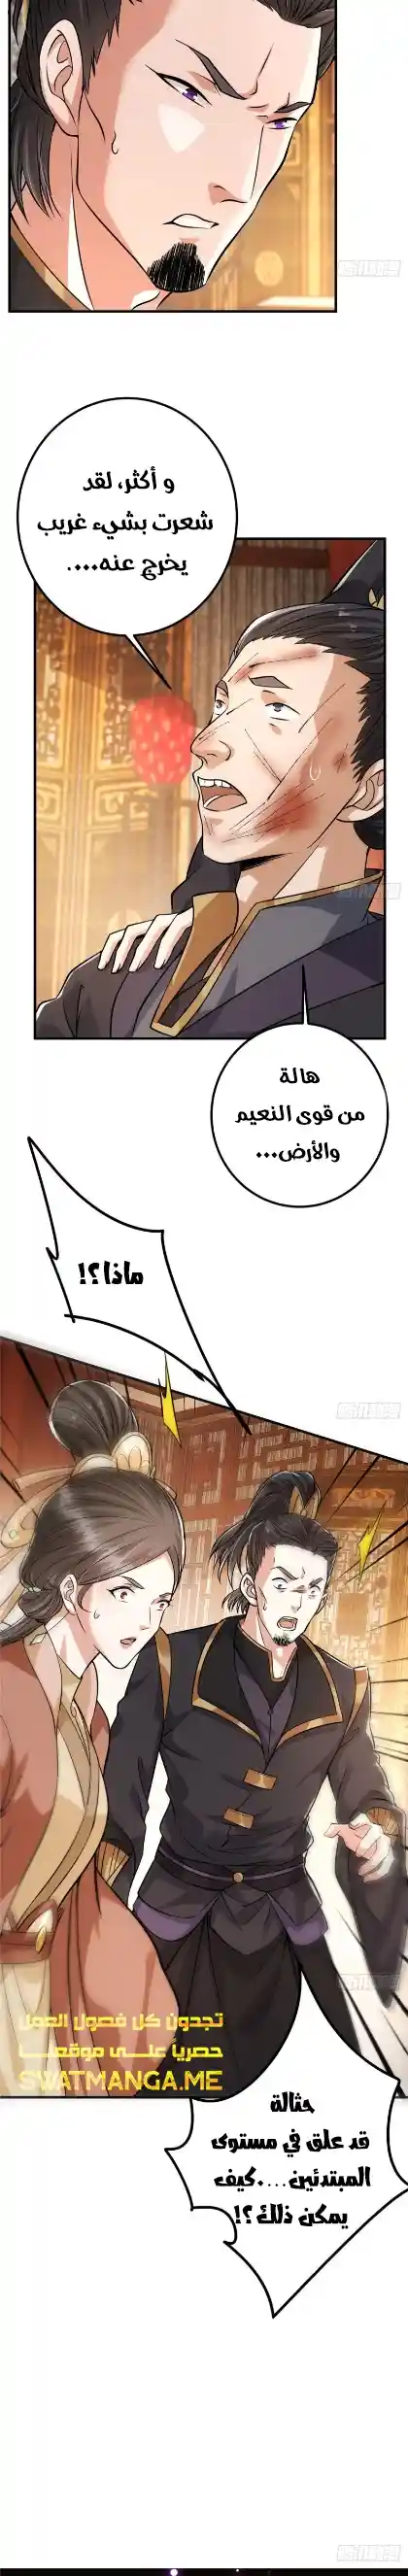 و أكثر، لقد
شعرت بشيء غريب
يخرج عنه....
هالة
من قوى النعيم
والأرض...
ماذا؟!
تجدون كل فصول العمل
حصرياً على موقعنا
SWATMANGA.ME
حثالة
قد علق في مستوى
المبتدئين....كيف
يمكن ذلك؟!